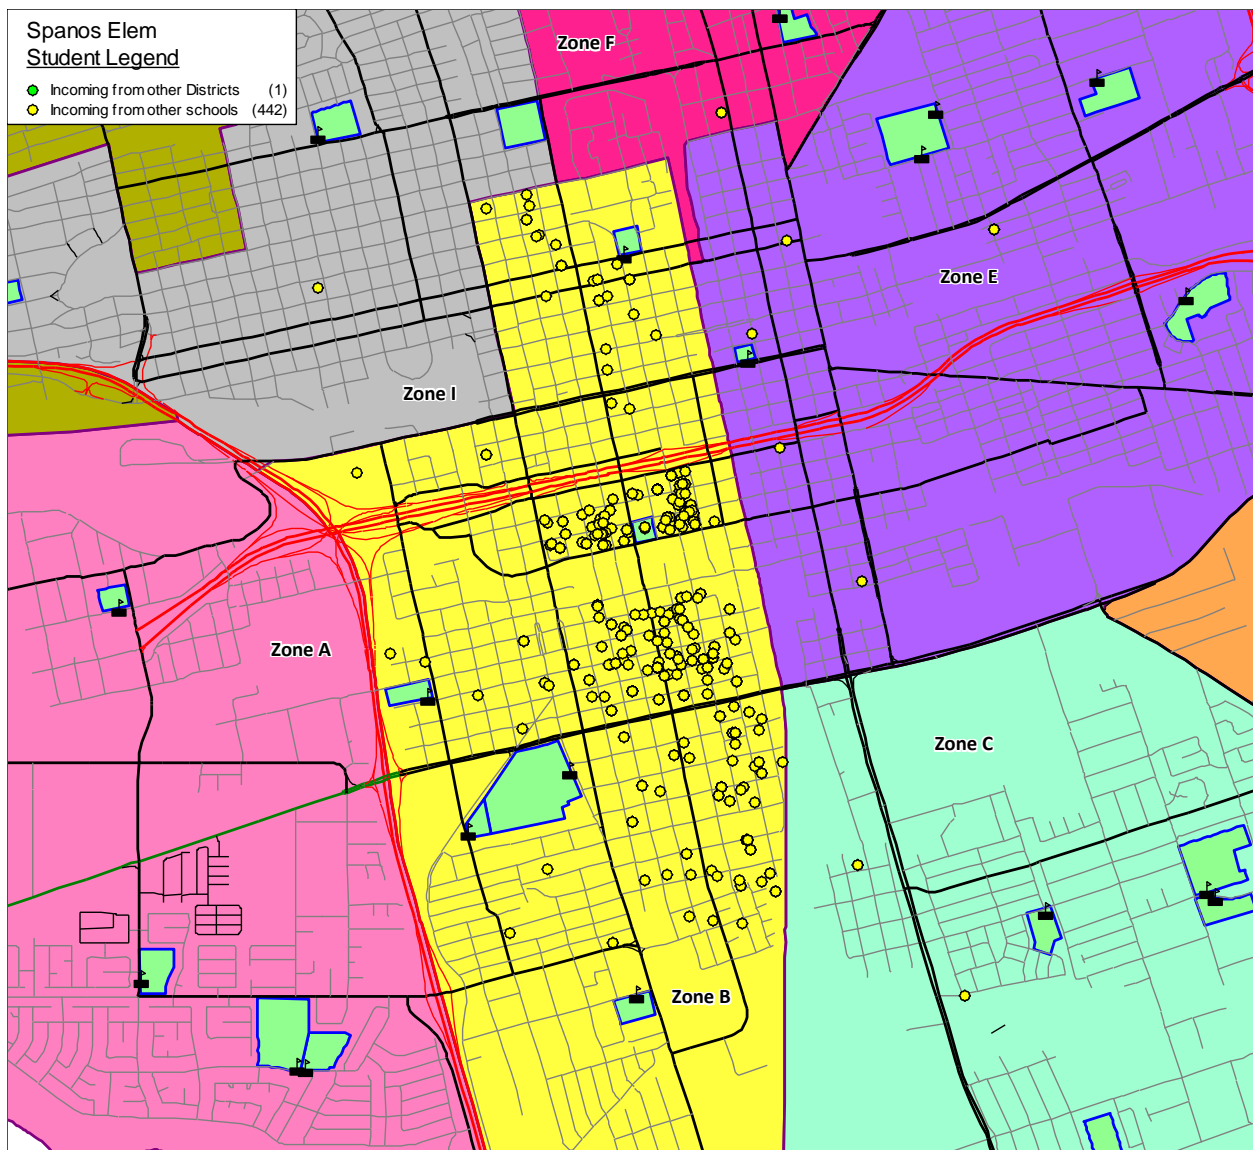 Spanos Elem
Student Legend
Incoming from other Districts (1)
Incoming from other schools (442)
Zone F
Zone E
Zone I
Zone A
Zone C
Zone B